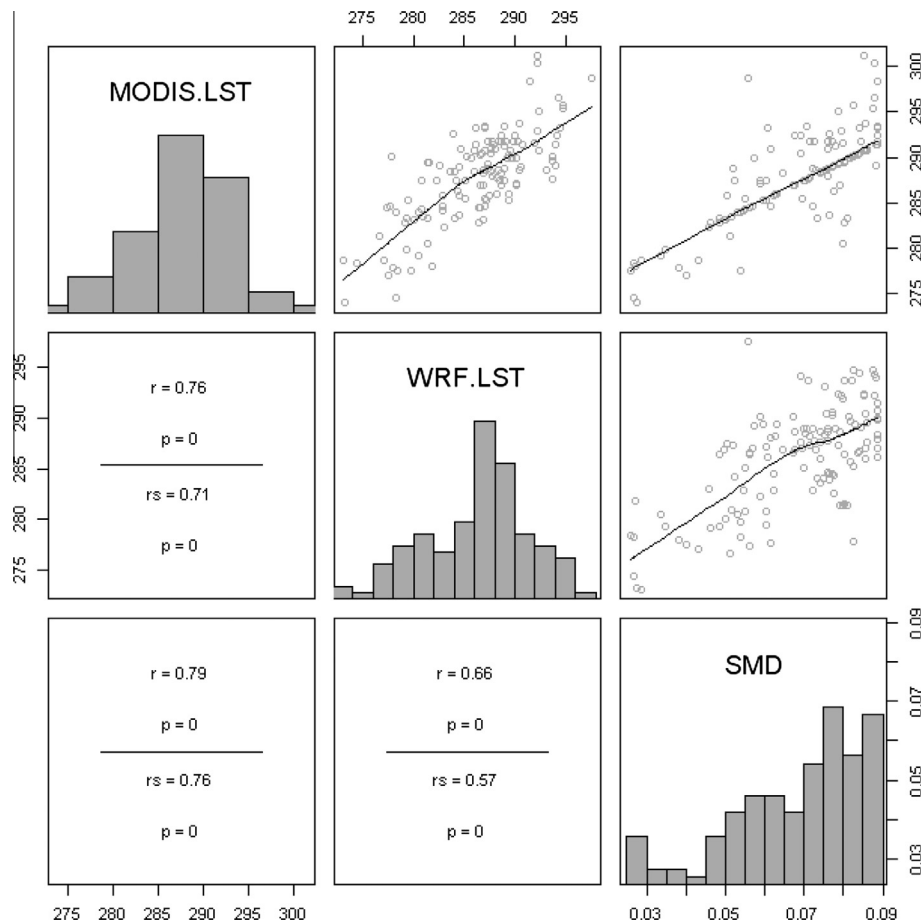 275 280 285 290 295
MODIS.LST
275 280 285 290 295 300
275 280 285 290 295
r = 0.76
p = 0
rs = 0.71
p = 0
WRF.LST
r = 0.79
p = 0
rs = 0.76
p = 0
r = 0.66
p = 0
rs = 0.57
p = 0
SMD
0.03 0.05 0.07 0.09
275 280 285 290 295 300
0.03 0.05 0.07 0.09